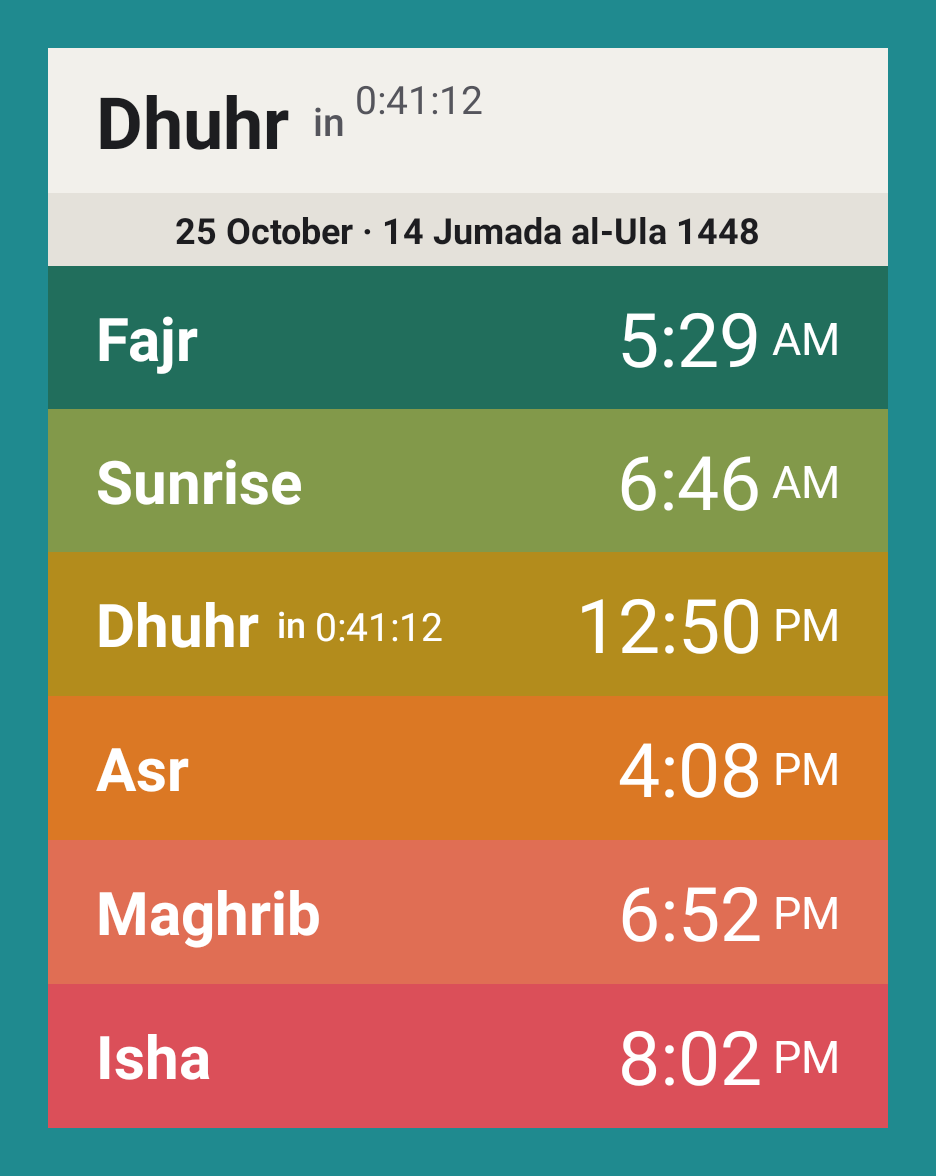 Dhuhr in 0:41:12
25 October · 14 Jumada al-Ula 1448
Fajr 5:29 AM
Sunrise 6:46 AM
Dhuhr in 0:41:12 12:50 PM
Asr 4:08 PM
Maghrib 6:52 PM
Isha 8:02 PM